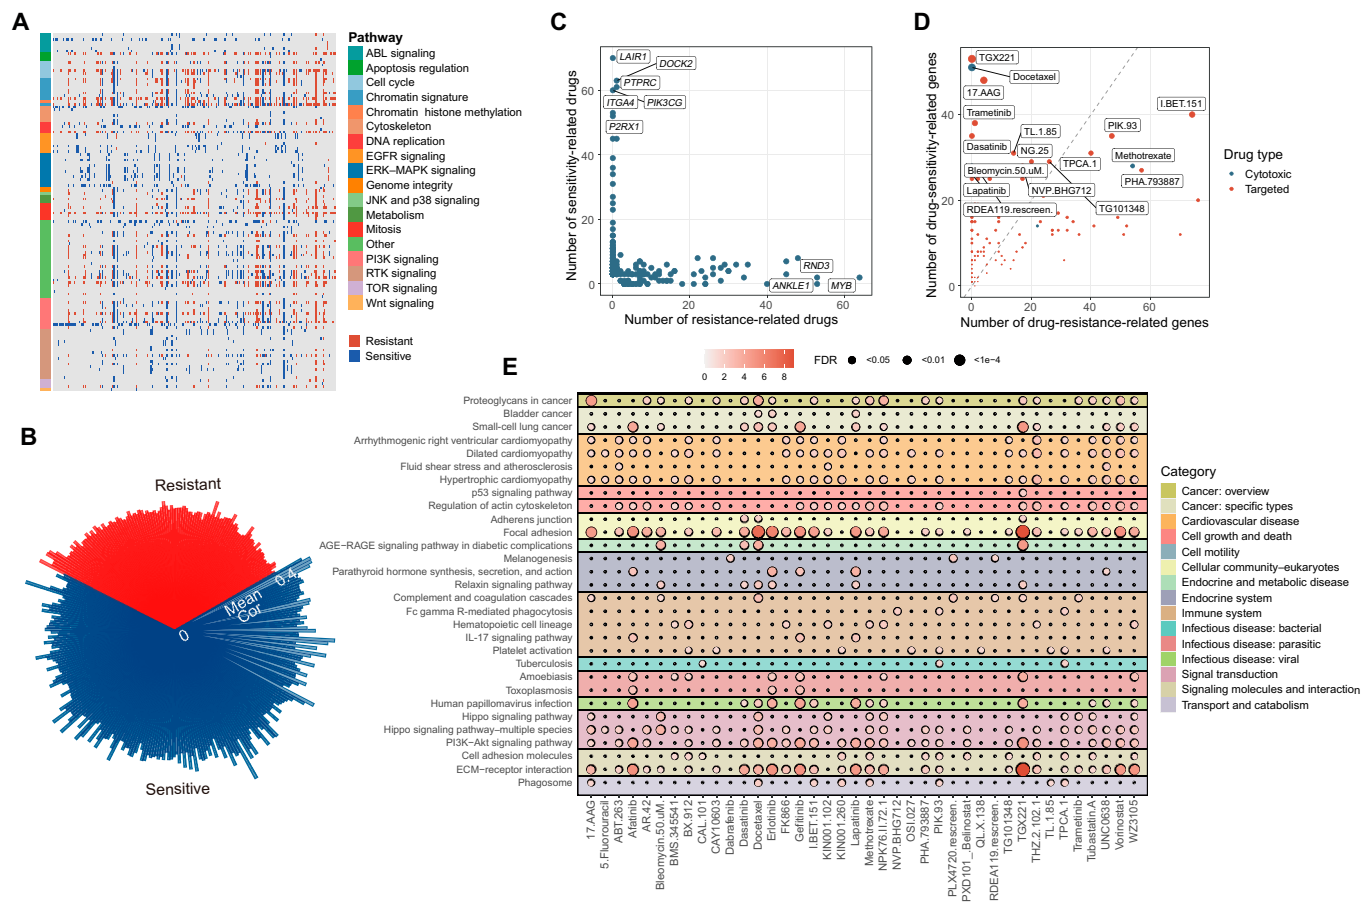 A
Pathway
ABL signaling
Apoptosis regulation
Cell cycle
Chromatin signature
Chromatin histone methylation
Cytoskeleton
DNA replication
EGFR signaling
ERK−MAPK signaling
Genome integrity
JNK and p38 signaling
Metabolism
Mitosis
Other
PI3K signaling
RTK signaling
TOR signaling
Wnt signaling
Resistant
Sensitive
B
Resistant
0.4
Mean
Cor
0
Sensitive
C
Number of sensitivity-related drugs
60
40
20
0
LAIR1
DOCK2
PTPRC
ITGA4
PIK3CG
P2RX1
RND3
ANKLE1
MYB
0
20
40
60
Number of resistance-related drugs
D
Number of drug-sensitivity-related genes
40
20
0
TGX221
Docetaxel
17.AAG
I.BET.151
Trametinib
TL.1.85
PIK.93
Dasatinib
NG.25
TPCA.1
Methotrexate
Bleomycin.50.uM.
PHA.793887
Lapatinib
NVP.BHG712
RDEA119.rescreen.
TG101348
0
20
40
60
Number of drug-resistance-related genes
Drug type
Cytotoxic
Targeted
E
0 2 4 6 8
FDR
<0.05
<0.01
<1e−4
Proteoglycans in cancer
Bladder cancer
Small−cell lung cancer
Arrhythmogenic right ventricular cardiomyopathy
Dilated cardiomyopathy
Fluid shear stress and atherosclerosis
Hypertrophic cardiomyopathy
p53 signaling pathway
Regulation of actin cytoskeleton
Adherens junction
Focal adhesion
AGE−RAGE signaling pathway in diabetic complications
Melanogenesis
Parathyroid hormone synthesis, secretion, and action
Relaxin signaling pathway
Complement and coagulation cascades
Fc gamma R-mediated phagocytosis
Hematopoietic cell lineage
IL-17 signaling pathway
Platelet activation
Tuberculosis
Amoebiasis
Toxoplasmosis
Human papillomavirus infection
Hippo signaling pathway
Hippo signaling pathway−multiple species
PI3K−Akt signaling pathway
Cell adhesion molecules
ECM−receptor interaction
Phagosome
17.AAG
5.Fluorouracil
ABT.263
Afatinib
AR.42
Bleomycin.50.uM.
BMS.345541
BX.912
CAL.101
CAY10603
Dabrafenib
Dasatinib
Docetaxel
Erlotinib
FK866
Gefitinib
I.BET.151
KIN001.102
KIN001.260
Lapatinib
Methotrexate
NPK76.II.72.1
NVP.BHG712
OSI.027
PHA.793887
PIK.93
PLX4720.rescreen.
PXD101_.Belinostat
QL.X.138
RDEA119.rescreen.
TG101348
TGX221
THZ.2.102.1
TL.1.85
TPCA.1
Trametinib
Tubastatin.A
UNC0638
Vorinostat
WZ3105
Category
Cancer: overview
Cancer: specific types
Cardiovascular disease
Cell growth and death
Cell motility
Cellular community−eukaryotes
Endocrine and metabolic disease
Endocrine system
Immune system
Infectious disease: bacterial
Infectious disease: parasitic
Infectious disease: viral
Signal transduction
Signaling molecules and interaction
Transport and catabolism